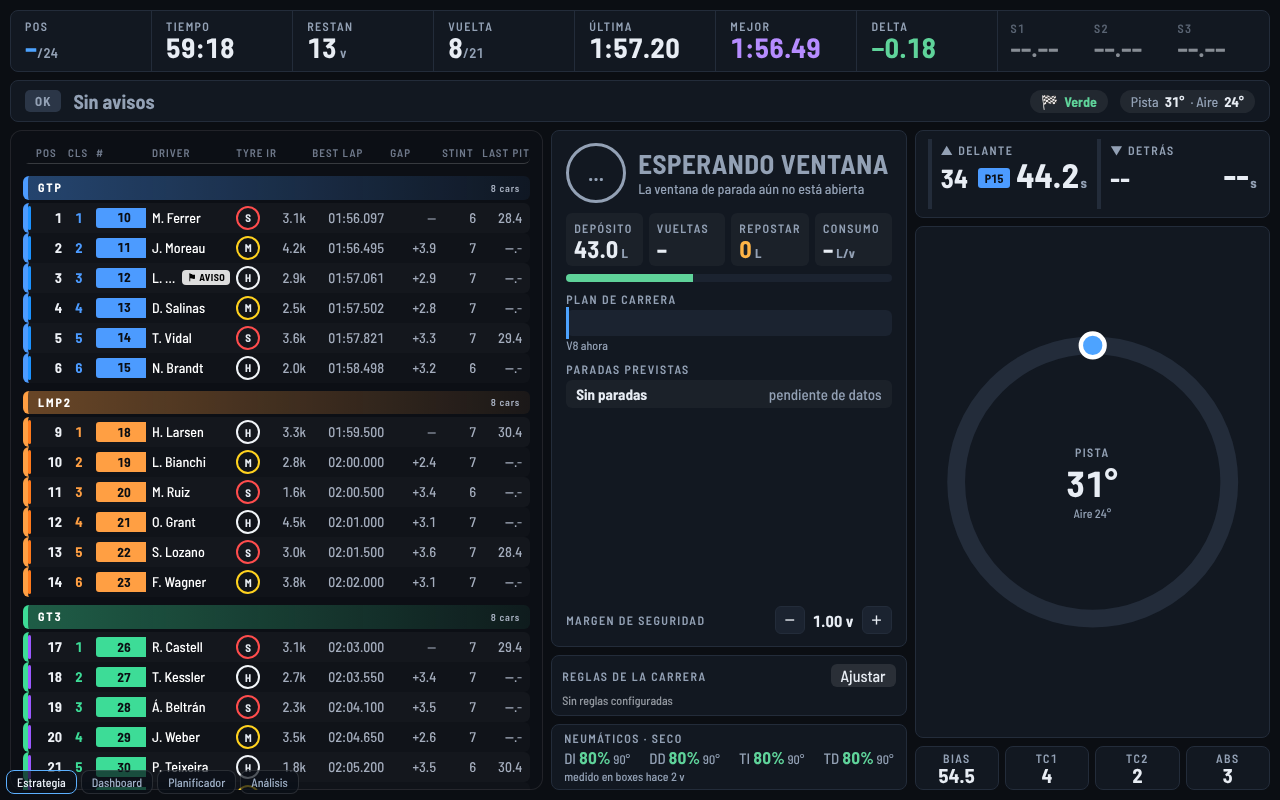 POS TIEMPO RESTAN VUELTA ÚLTIMA MEJOR DELTA S1 S2 S3
–/24 59:18 13 v 8/21 1:57.20 1:56.49 −0.18 --.-- --.-- --.--
OK Sin avisos Verde Pista 31° · Aire 24°
POS CLS # DRIVER TYRE IR BEST LAP GAP STINT LAST PIT
GTP 8 cars
1 1 10 M. Ferrer S 3.1k 01:56.097 — 6 28.4
2 2 11 J. Moreau M 4.2k 01:56.495 +3.9 7 —.-
3 3 12 L. ... AVISO H 2.9k 01:57.061 +2.9 7 —.-
4 4 13 D. Salinas M 2.5k 01:57.502 +2.8 7 —.-
5 5 14 T. Vidal S 3.6k 01:57.821 +3.3 7 29.4
6 6 15 N. Brandt H 2.0k 01:58.498 +3.2 6 —.-
LMP2 8 cars
9 1 18 H. Larsen H 3.3k 01:59.500 — 7 30.4
10 2 19 L. Bianchi M 2.8k 02:00.000 +2.4 7 —.-
11 3 20 M. Ruiz S 1.6k 02:00.500 +3.4 6 —.-
12 4 21 O. Grant H 4.5k 02:01.000 +3.1 7 —.-
13 5 22 S. Lozano S 3.0k 02:01.500 +3.6 7 28.4
14 6 23 F. Wagner M 3.8k 02:02.000 +3.1 7 —.-
GT3 8 cars
17 1 26 R. Castell S 3.1k 02:03.000 — 7 29.4
18 2 27 T. Kessler H 2.7k 02:03.550 +3.4 7 —.-
19 3 28 Á. Beltrán S 2.3k 02:04.100 +3.5 7 —.-
20 4 29 J. Weber M 3.5k 02:04.650 +2.6 7 —.-
21 5 30 P. Teixeira H 1.8k 02:05.200 +3.5 6 30.4
Estrategia Dashboard Planificador Análisis
... ESPERANDO VENTANA
La ventana de parada aún no está abierta
DEPÓSITO VUELTAS REPOSTAR CONSUMO
43.0 L – 0 L – L/v
PLAN DE CARRERA
V8 ahora
PARADAS PREVISTAS
Sin paradas pendiente de datos
MARGEN DE SEGURIDAD − 1.00 v +
REGLAS DE LA CARRERA Ajustar
Sin reglas configuradas
NEUMÁTICOS · SECO
DI 80% 90° DD 80% 90° TI 80% 90° TD 80% 90°
medido en boxes hace 2 v
▲ DELANTE ▼ DETRÁS
34 P15 44.2s -- --s
PISTA
31°
Aire 24°
BIAS TC1 TC2 ABS
54.5 4 2 3